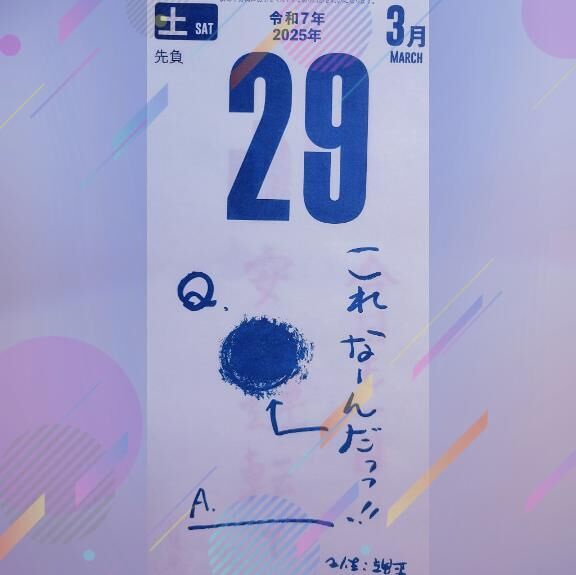 土 SAT
先負
令和7年
2025年
3月
MARCH
29
Q.
これなーんだっっ!!
A.